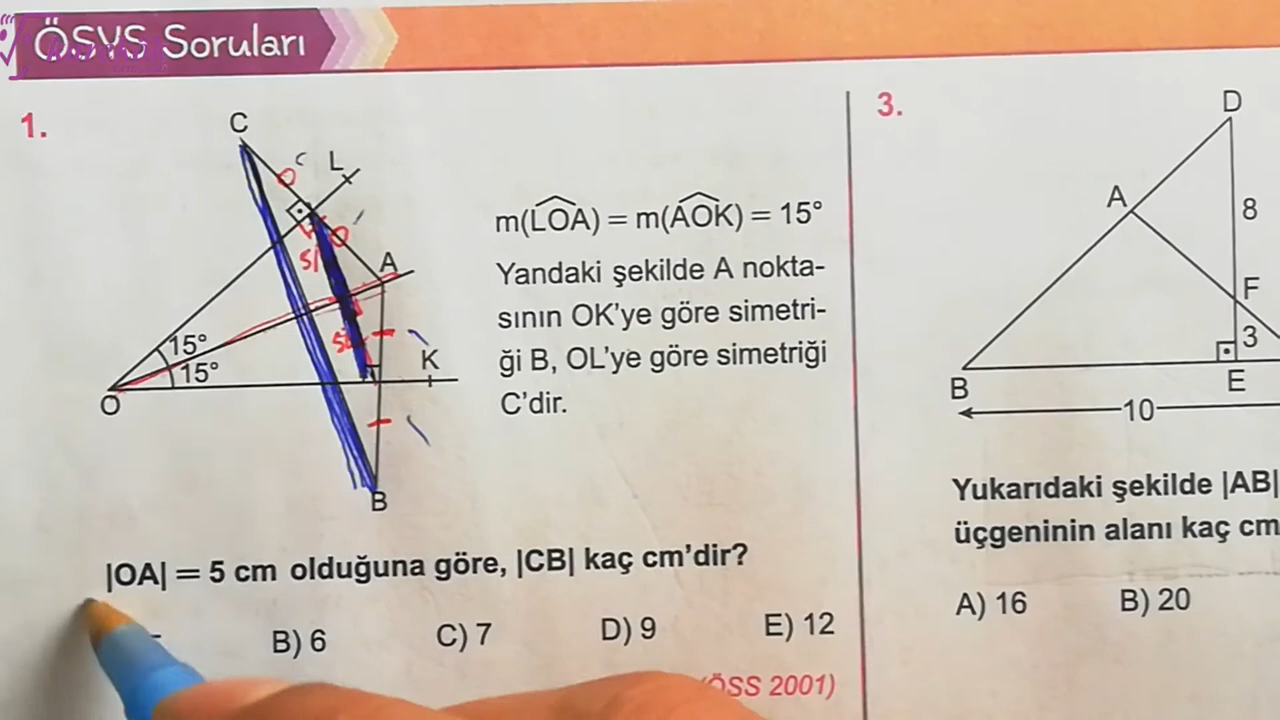 ÖSYS Soruları
1.
C
L
A
15°
15°
K
O
B
m(LOA) = m(AOK) = 15°
Yandaki şekilde A nokta-
sının OK'ye göre simetri-
ği B, OL'ye göre simetriği
C'dir.
|OA| = 5 cm olduğuna göre, |CB| kaç cm'dir?
B) 6 C) 7 D) 9 E) 12
ÖSS 2001)
3.
D
A
8
F
3
B
E
10
Yukarıdaki şekilde |AB|
üçgeninin alanı kaç cm
A) 16 B) 20